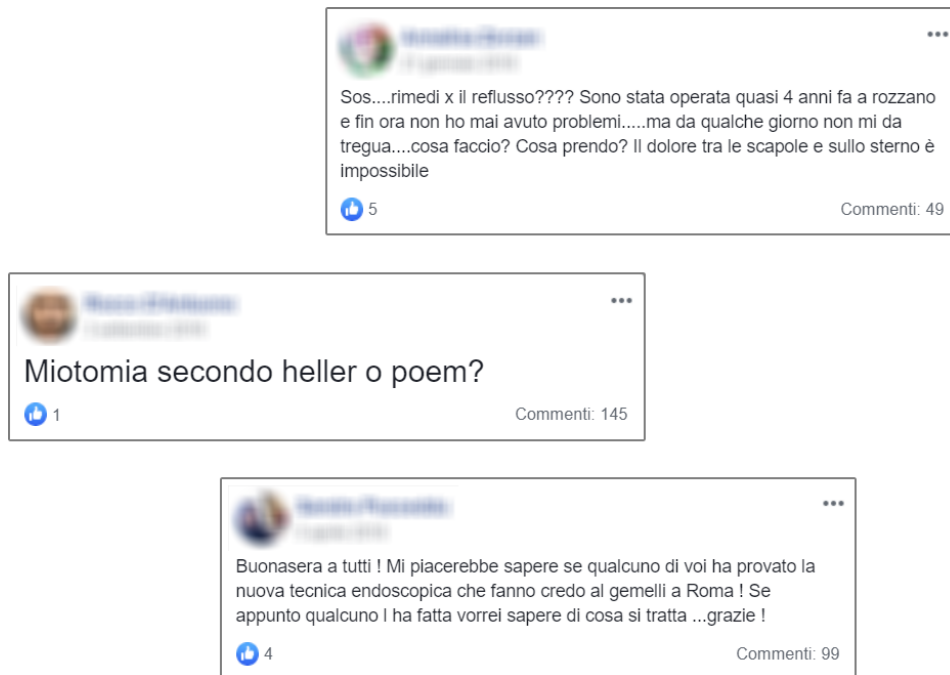 Sos....rimedi x il reflusso???? Sono stata operata quasi 4 anni fa a rozzano
e fin ora non ho mai avuto problemi.....ma da qualche giorno non mi da
tregua....cosa faccio? Cosa prendo? Il dolore tra le scapole e sullo sterno è
impossibile
5 Commenti: 49
Miotomia secondo heller o poem?
1 Commenti: 145
Buonasera a tutti ! Mi piacerebbe sapere se qualcuno di voi ha provato la
nuova tecnica endoscopica che fanno credo al gemelli a Roma ! Se
appunto qualcuno l ha fatta vorrei sapere di cosa si tratta ...grazie !
4 Commenti: 99